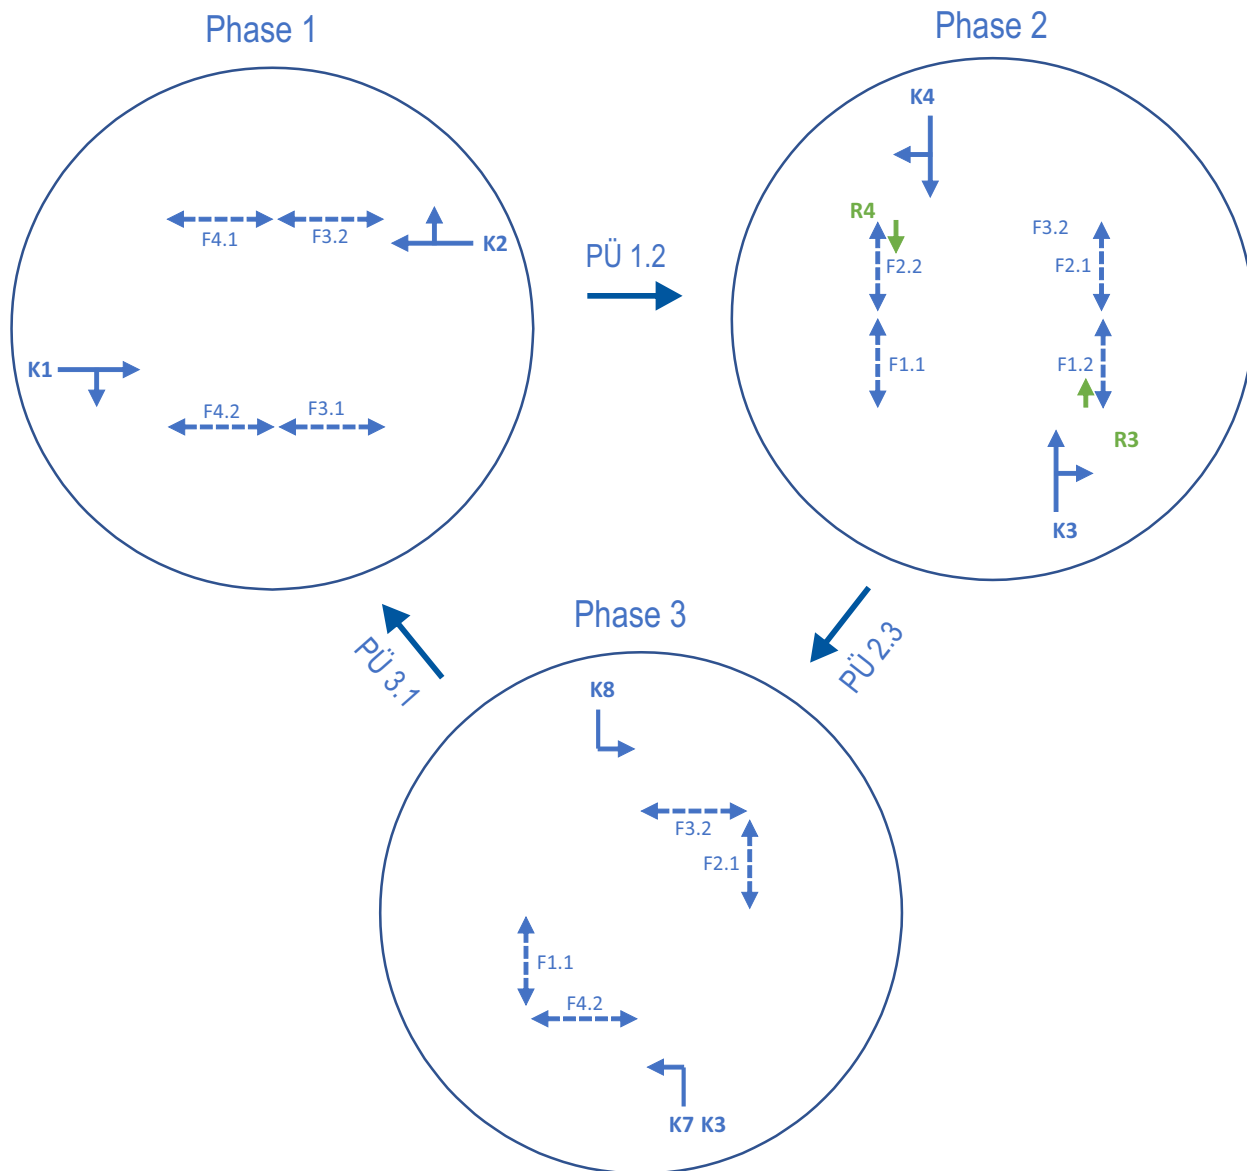 Phase 1
F4.1
F3.2
K2
K1
F4.2
F3.1
PÜ 1.2
Phase 2
K4
R4
F3.2
F2.2
F2.1
F1.1
F1.2
R3
K3
PÜ 2.3
Phase 3
K8
F3.2
F2.1
F1.1
F4.2
K7 K3
PÜ 3.1